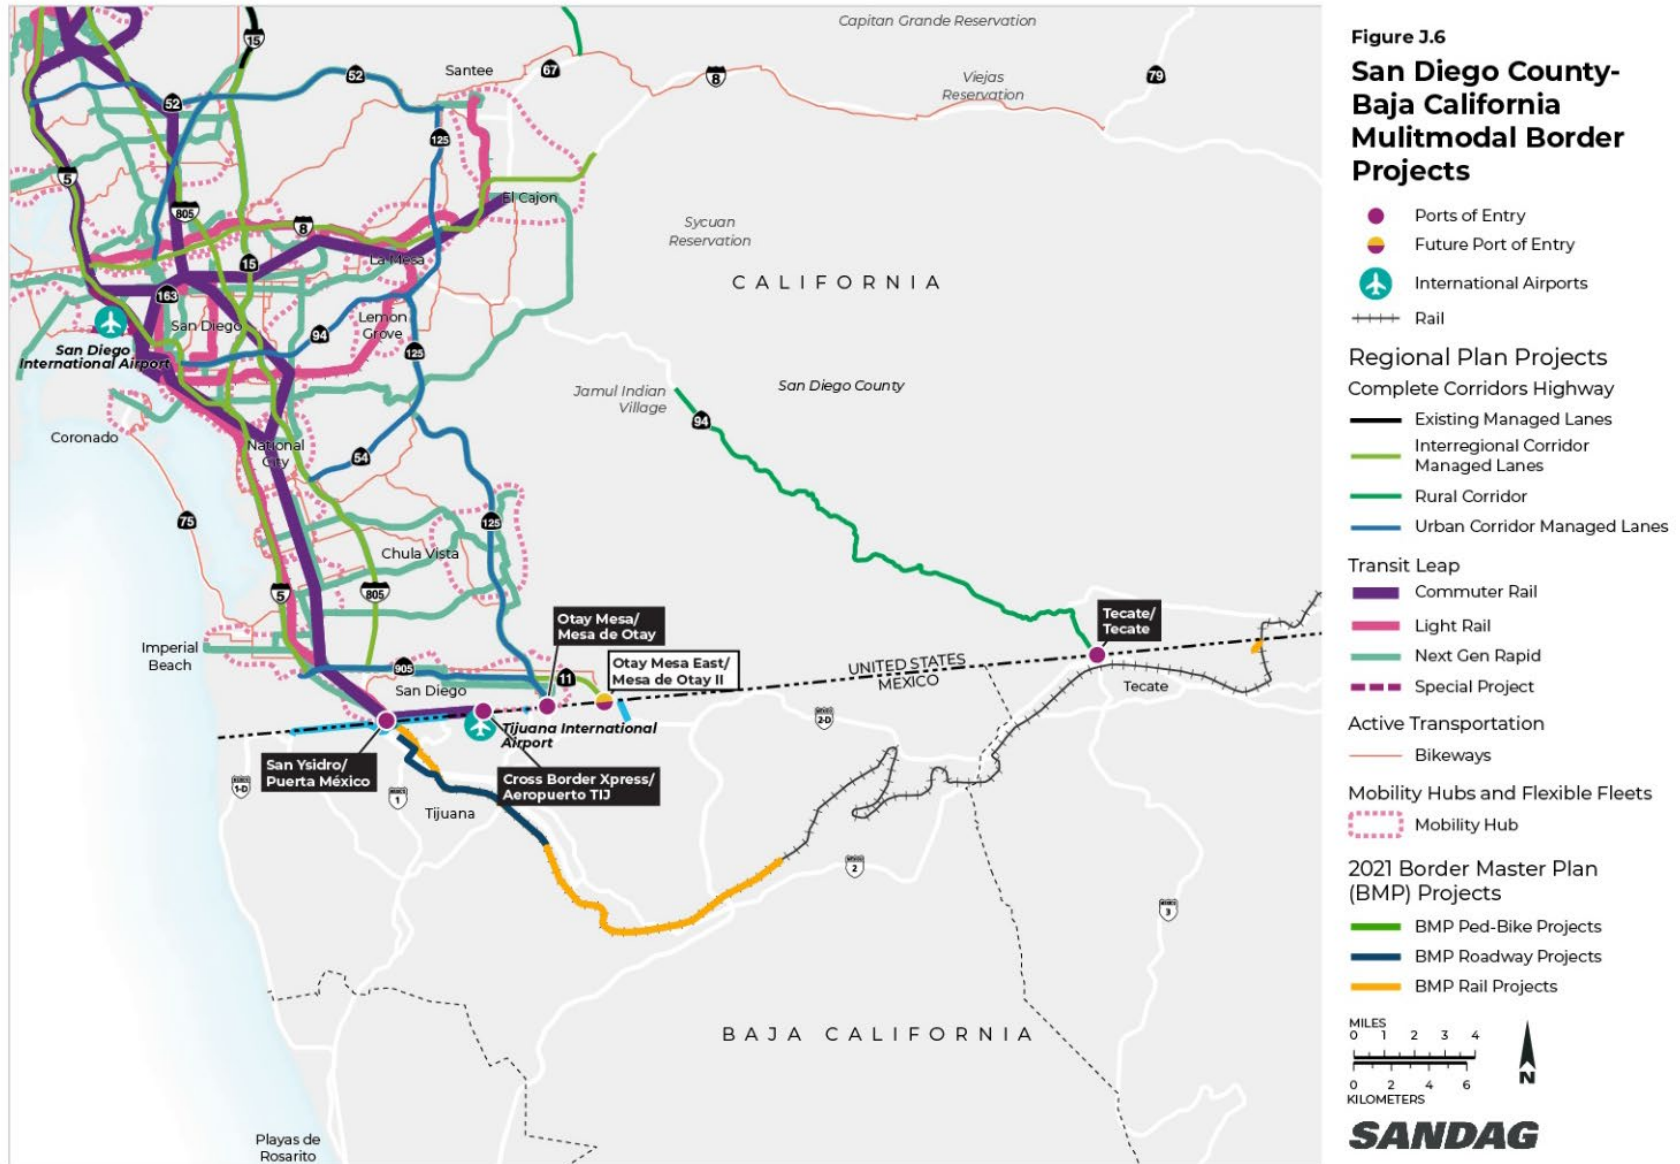 Capitan Grande Reservation
15
52
Santee
67
8
Viejas
Reservation
79
52
125
5
805
El Cajon
8
Sycuan
Reservation
15
La Mesa
CALIFORNIA
163
San Diego
Lemon
Grove
94
125
San Diego
International Airport
Jamul Indian
Village
San Diego County
94
Coronado
National
City
54
75
125
Chula Vista
5
805
Otay Mesa/
Mesa de Otay
Tecate/
Tecate
Imperial
Beach
905
Otay Mesa East/
Mesa de Otay II
UNITED STATES
MEXICO
11
San Diego
Tecate
2-D
Tijuana International
Airport
San Ysidro/
Puerta México
Cross Border Xpress/
Aeropuerto TIJ
1-D
1
Tijuana
2
3
BAJA CALIFORNIA
Playas de
Rosarito
Figure J.6
San Diego County-
Baja California
Mulitmodal Border
Projects
Ports of Entry
Future Port of Entry
International Airports
Rail
Regional Plan Projects
Complete Corridors Highway
Existing Managed Lanes
Interregional Corridor
Managed Lanes
Rural Corridor
Urban Corridor Managed Lanes
Transit Leap
Commuter Rail
Light Rail
Next Gen Rapid
Special Project
Active Transportation
Bikeways
Mobility Hubs and Flexible Fleets
Mobility Hub
2021 Border Master Plan
(BMP) Projects
BMP Ped-Bike Projects
BMP Roadway Projects
BMP Rail Projects
MILES
0 1 2 3 4
0 2 4 6
KILOMETERS
N
SANDAG